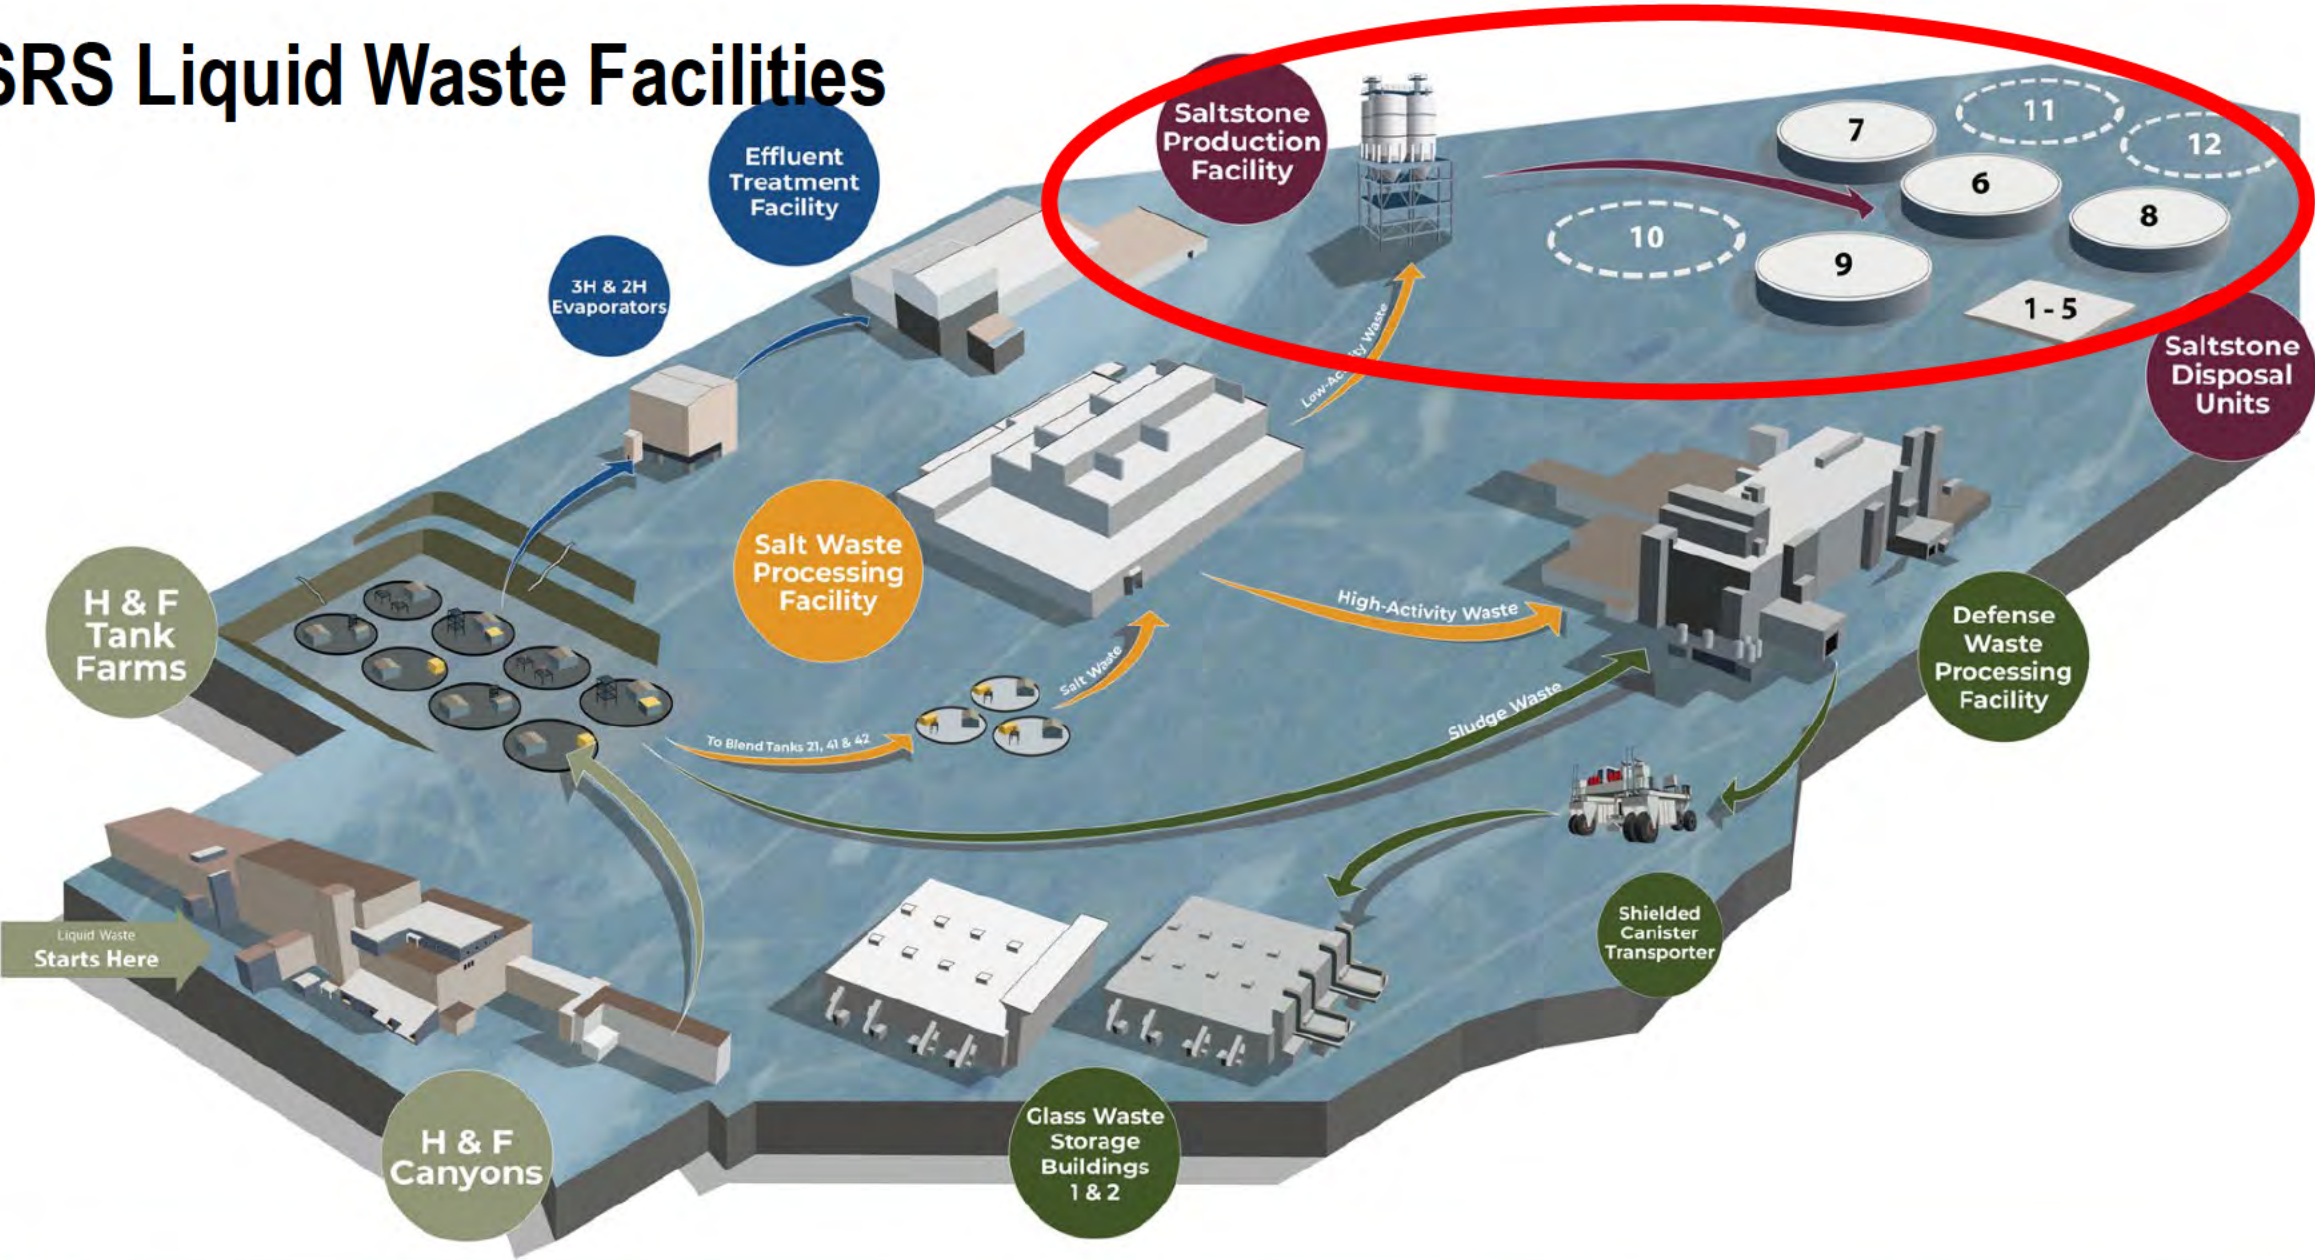 SRS Liquid Waste Facilities
Saltstone
Production
Facility
7
11
12
6
8
10
9
1 - 5
Saltstone
Disposal
Units
Effluent
Treatment
Facility
3H & 2H
Evaporators
Low-Activity Waste
Salt Waste
Processing
Facility
High-Activity Waste
H & F
Tank
Farms
Salt Waste
To Blend Tanks 21, 41 & 42
Sludge Waste
Defense
Waste
Processing
Facility
Liquid Waste
Starts Here
Shielded
Canister
Transporter
H & F
Canyons
Glass Waste
Storage
Buildings
1 & 2